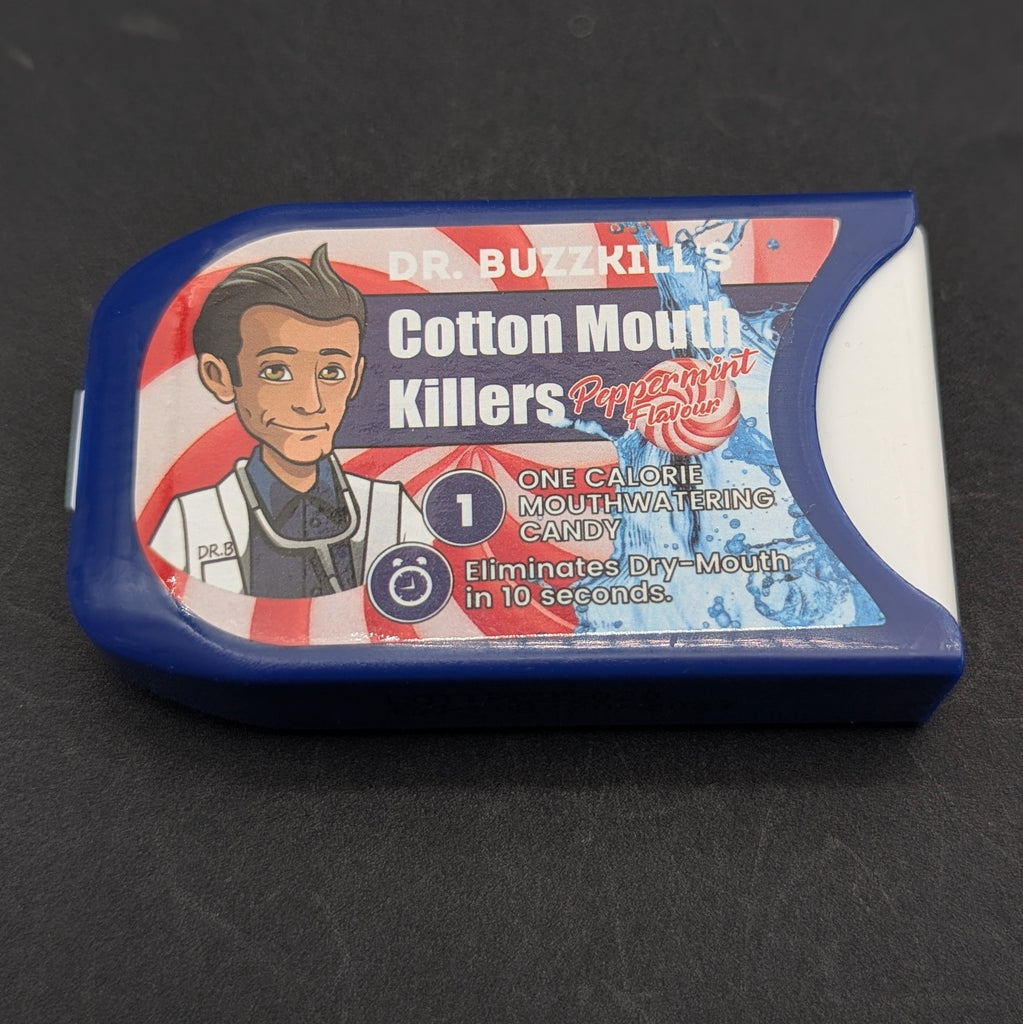 DR. BUZZKILL'S
Cotton Mouth
Killers
Peppermint
Flavour
1
ONE CALORIE
MOUTHWATERING
CANDY
Eliminates Dry-Mouth
in 10 seconds.
DR.B